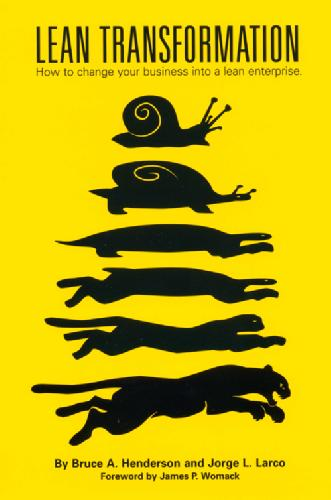 LEAN TRANSFORMATION
How to change your business into a lean enterprise.
By Bruce A. Henderson and Jorge L. Larco
Foreword by James P. Womack